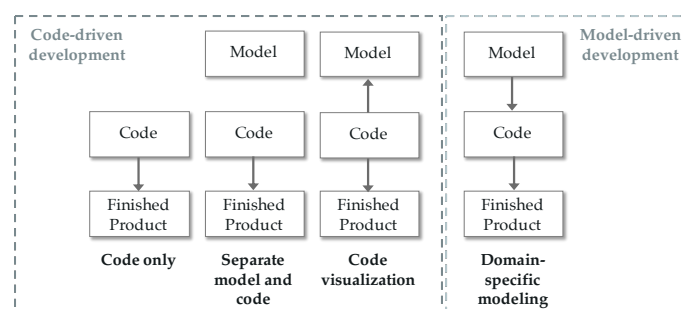 Code-driven
development
Model-driven
development
Model
Model
Model
Code
Code
Code
Code
Finished
Product
Finished
Product
Finished
Product
Finished
Product
Code only
Separate
model and
code
Code
visualization
Domain-
specific
modeling